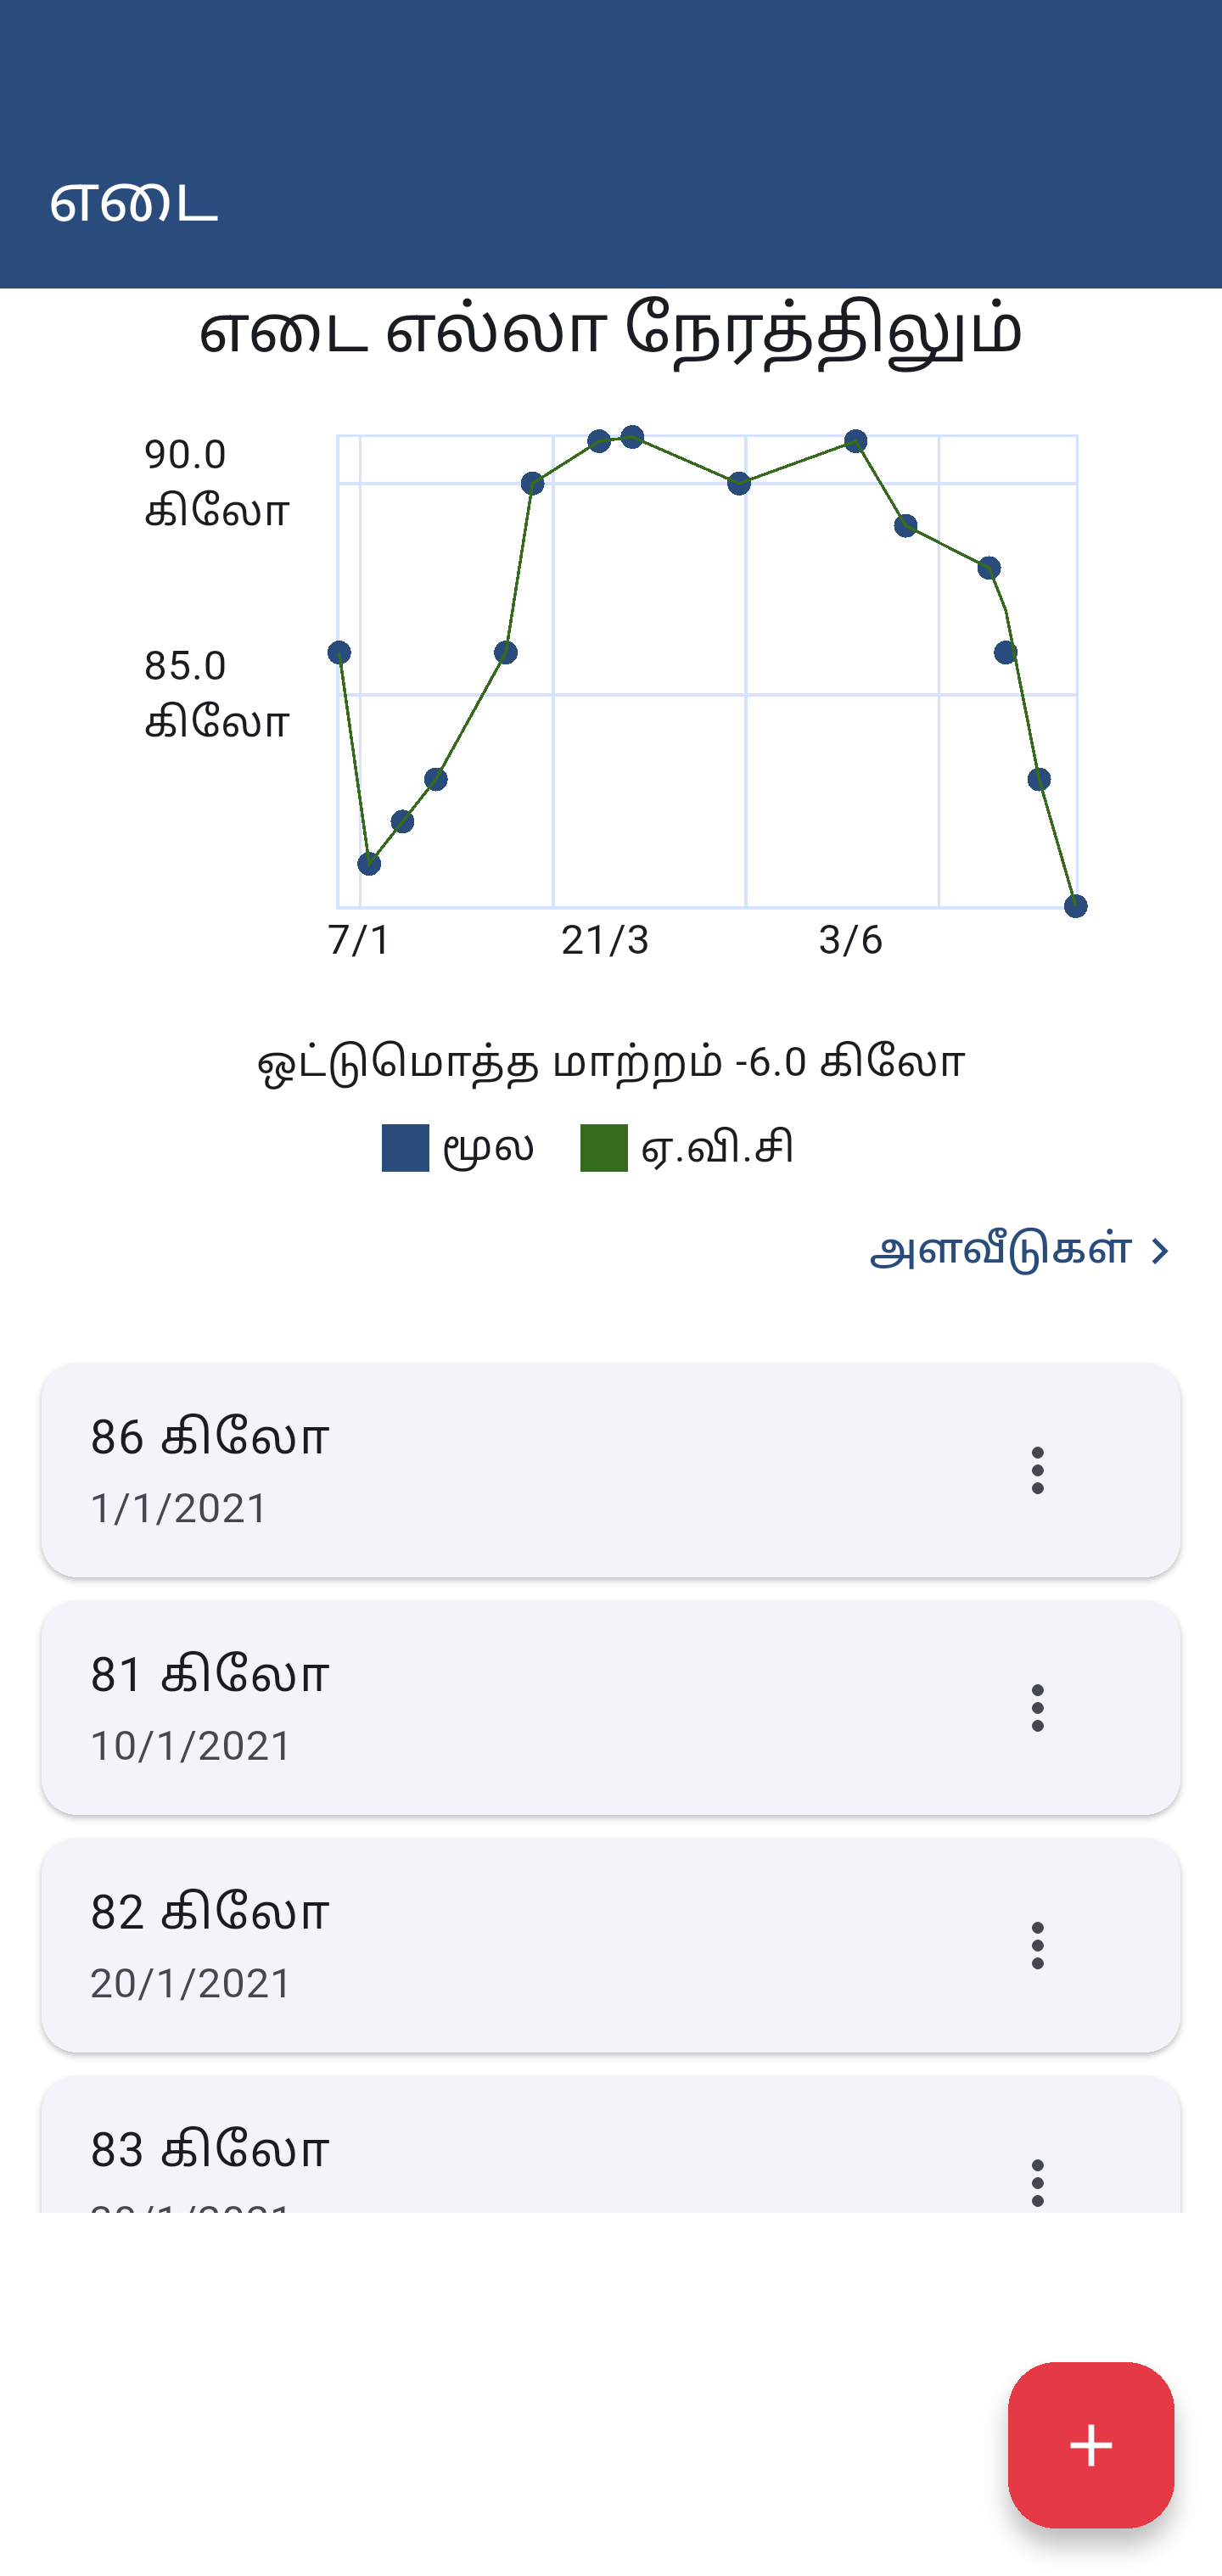 எடை
எடை எல்லா நேரத்திலும்
90.0
கிலோ
85.0
கிலோ
7/1
21/3
3/6
ஒட்டுமொத்த மாற்றம் -6.0 கிலோ
மூல
ஏ.வி.சி
அளவீடுகள்
86 கிலோ
1/1/2021
81 கிலோ
10/1/2021
82 கிலோ
20/1/2021
83 கிலோ